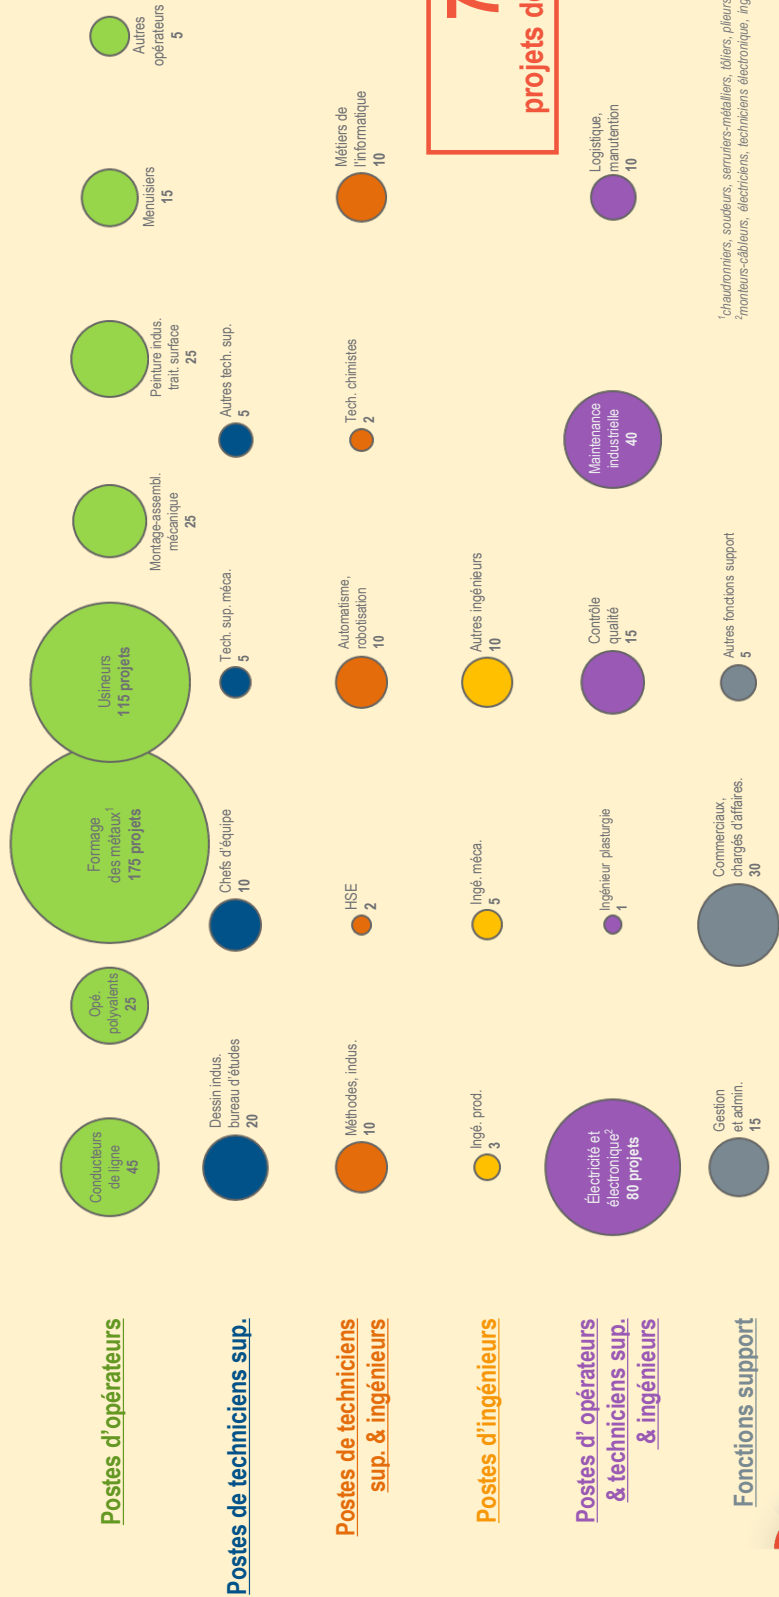 Postes d'opérateurs
Conducteurs
de ligne
45
Opé.
polyvalents
25
Formage
des métaux¹
175 projets
Usineurs
115 projets
Montage-assembl.
mécanique
25
Peinture indus.
trait. surface
25
Menuisiers
15
Autres
opérateurs
5
Postes de techniciens sup.
Dessin indus.
bureau d'études
20
Chefs d'équipe
10
Tech. sup. méca.
5
Autres tech. sup.
5
Postes de techniciens
sup. & ingénieurs
Méthodes, indus.
10
HSE
2
Automatisme,
robotisation
10
Tech. chimistes
2
Métiers de
l'informatique
10
Postes d'ingénieurs
Ingé. prod.
3
Ingé. méca.
5
Autres ingénieurs
10
7
projets de
Postes d' opérateurs
& techniciens sup.
& ingénieurs
Électricité et
électronique²
80 projets
Ingénieur plasturgie
1
Contrôle
qualité
15
Maintenance
industrielle
40
Logistique,
manutention
10
Fonctions support
Gestion
et admin.
15
Commerciaux,
chargés d'affaires.
30
Autres fonctions support
5
¹chaudronniers, soudeurs, serruriers-métalliers, tôliers, plieurs
²monteurs-câbleurs, électriciens, techniciens électronique,